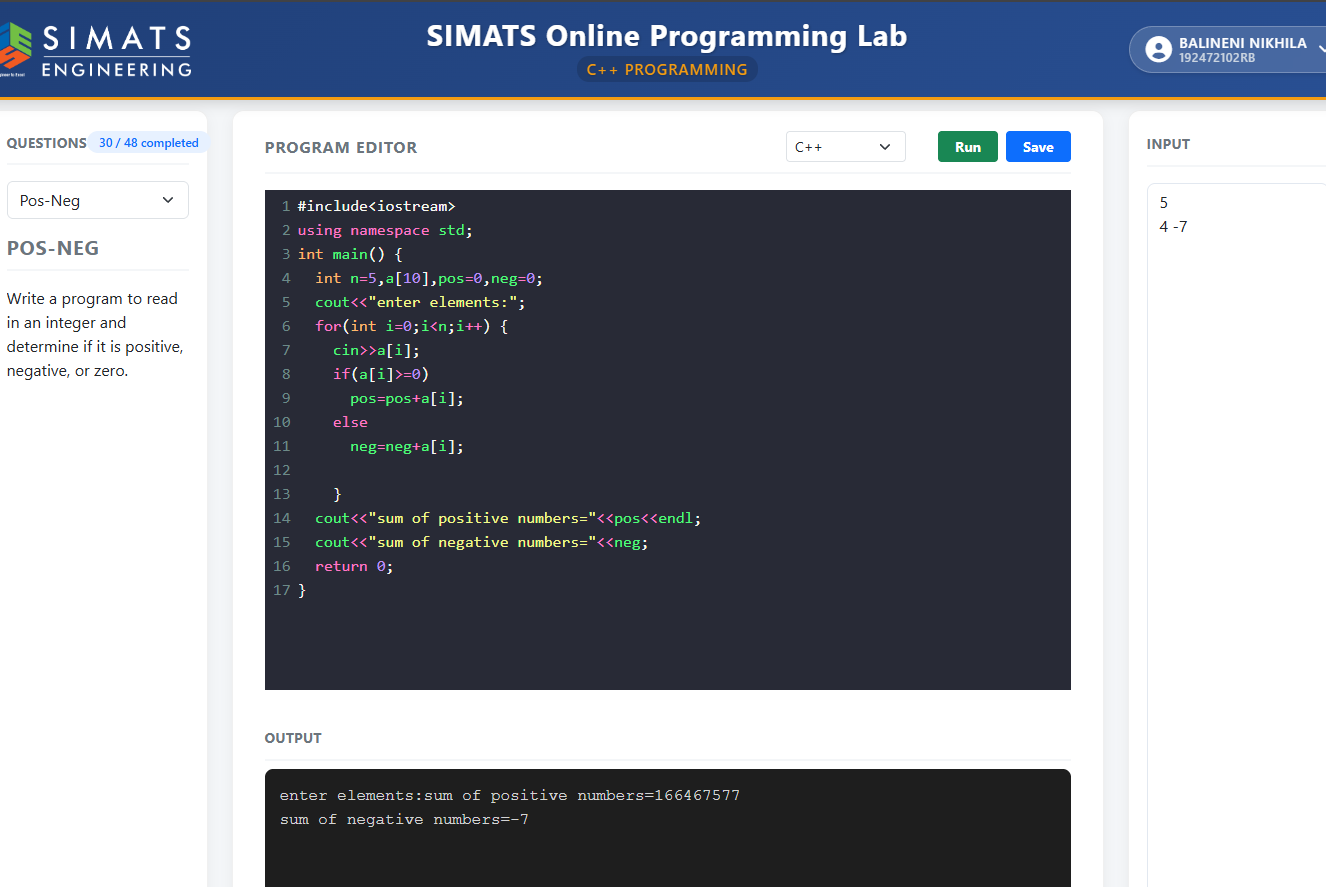 SIMATS
ENGINEERING
SIMATS Online Programming Lab
C++ PROGRAMMING
BALINENI NIKHILA
192472102RB
QUESTIONS
30 / 48 completed
Pos-Neg
POS-NEG
Write a program to read
in an integer and
determine if it is positive,
negative, or zero.
PROGRAM EDITOR
C++
Run
Save
1 #include<iostream>
2 using namespace std;
3 int main() {
4   int n=5,a[10],pos=0,neg=0;
5   cout<<"enter elements:";
6   for(int i=0;i<n;i++) {
7     cin>>a[i];
8     if(a[i]>=0)
9       pos=pos+a[i];
10     else
11       neg=neg+a[i];
12
13     }
14   cout<<"sum of positive numbers="<<pos<<endl;
15   cout<<"sum of negative numbers="<<neg;
16   return 0;
17 }
OUTPUT
enter elements:sum of positive numbers=166467577
sum of negative numbers=-7
INPUT
5
4 -7